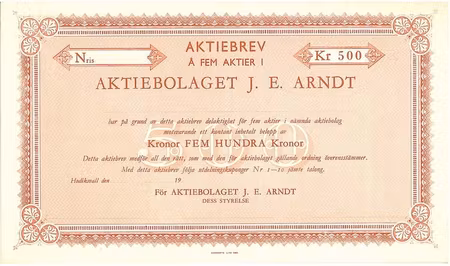 AKTIEBREV
Nris
Kr 500
À FEM AKTIER I
AKTIEBOLAGET J. E. ARNDT
har på grund av detta aktiebrev delaktighet för fem aktier i nämnda aktiebolag
motsvarande ett kontant inbetalt belopp av
Kronor FEM HUNDRA Kronor
Detta aktiebrev medför all den rätt, som med den för aktiebolaget gällande ordning överensstämmer.
Med detta aktiebrev följa utdelningskuponger Nr 1—10 jämte talong.
Hudiksvall den 19
För AKTIEBOLAGET J. E. ARNDT
DESS STYRELSE